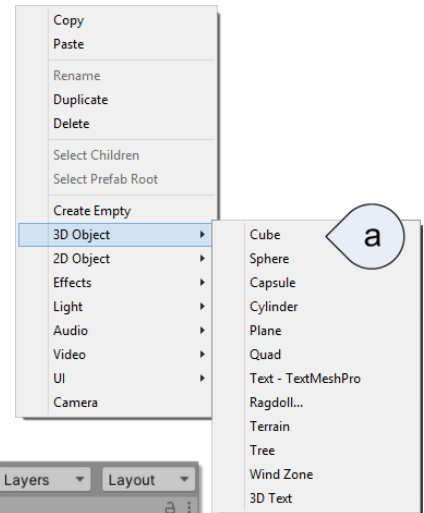 Copy
Paste
Rename
Duplicate
Delete
Select Children
Select Prefab Root
Create Empty
3D Object
2D Object
Effects
Light
Audio
Video
UI
Camera
Cube
a
Sphere
Capsule
Cylinder
Plane
Quad
Text - TextMeshPro
Ragdoll...
Terrain
Tree
Wind Zone
3D Text
Layers
Layout